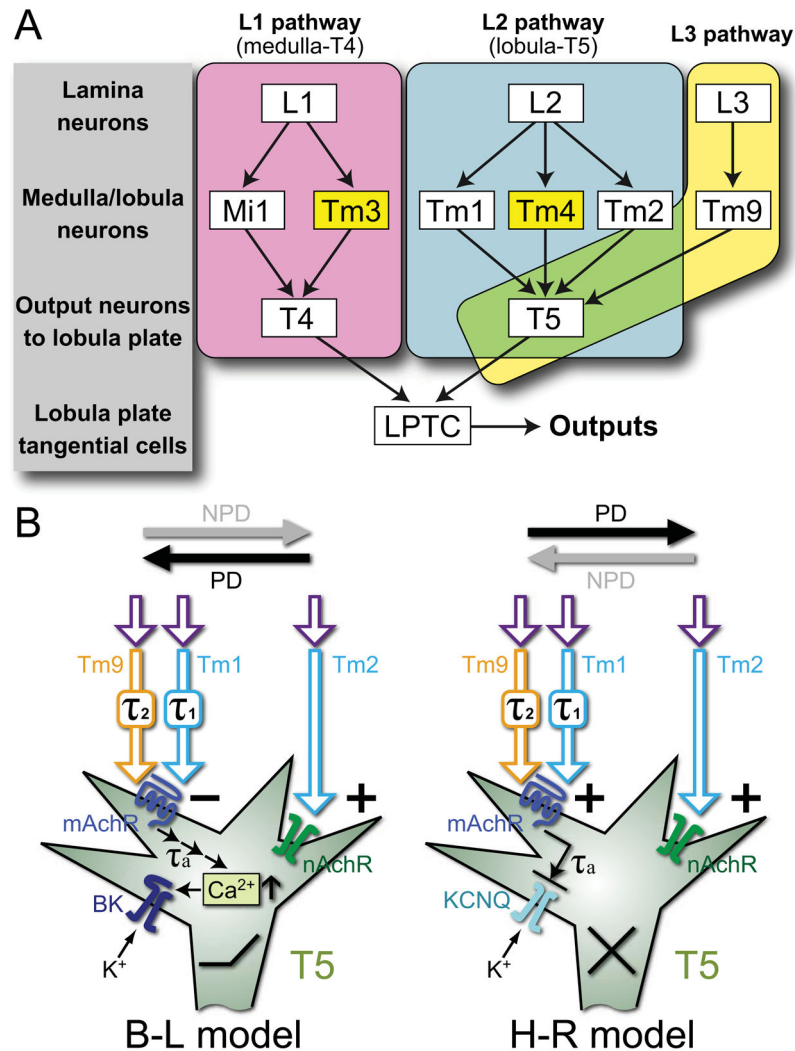 A
L1 pathway
(medulla-T4)
L2 pathway
(lobula-T5)
L3 pathway
Lamina
neurons
L1
L2
L3
Medulla/lobula
neurons
Mi1
Tm3
Tm1
Tm4
Tm2
Tm9
Output neurons
to lobula plate
T4
T5
Lobula plate
tangential cells
LPTC
Outputs
B
NPD
PD
Tm9
Tm1
Tm2
τ2
τ1
−
+
mAchR
nAchR
τa
Ca2+
BK
K+
T5
B-L model
PD
NPD
Tm9
Tm1
Tm2
τ2
τ1
+
+
mAchR
nAchR
τa
KCNQ
K+
T5
H-R model